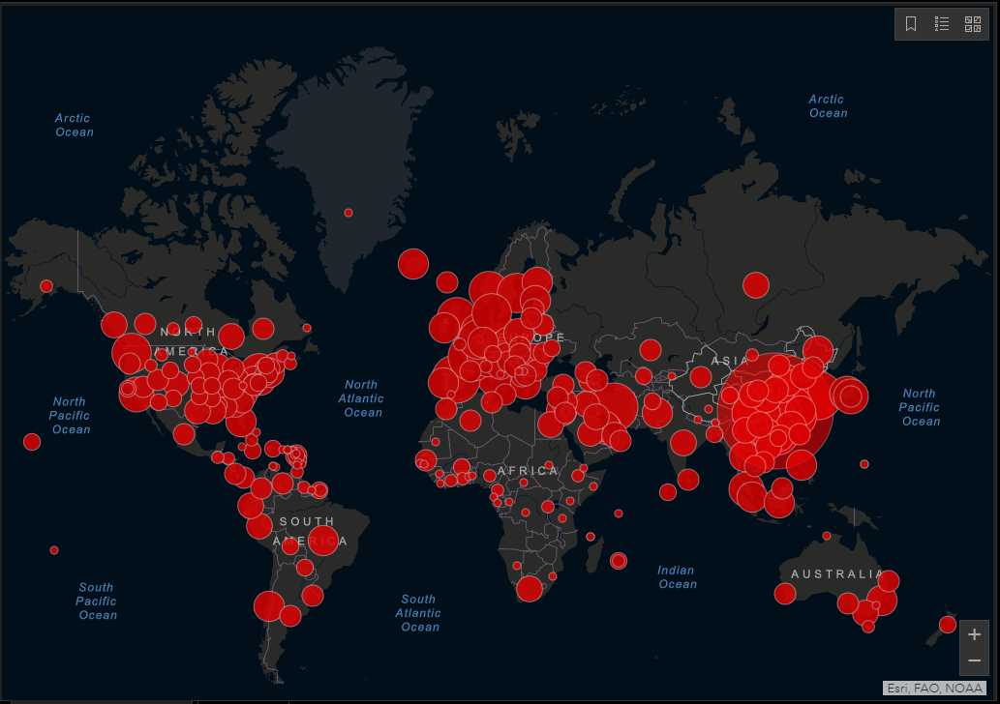 Arctic
Ocean
Arctic
Ocean
NORTH
AMERICA
OPE
ASIA
North
Pacific
Ocean
North
Atlantic
Ocean
North
Pacific
Ocean
AFRICA
SOUTH
AMERICA
Indian
Ocean
AUSTRALIA
South
Pacific
Ocean
South
Atlantic
Ocean
+
−
Esri, FAO, NOAA